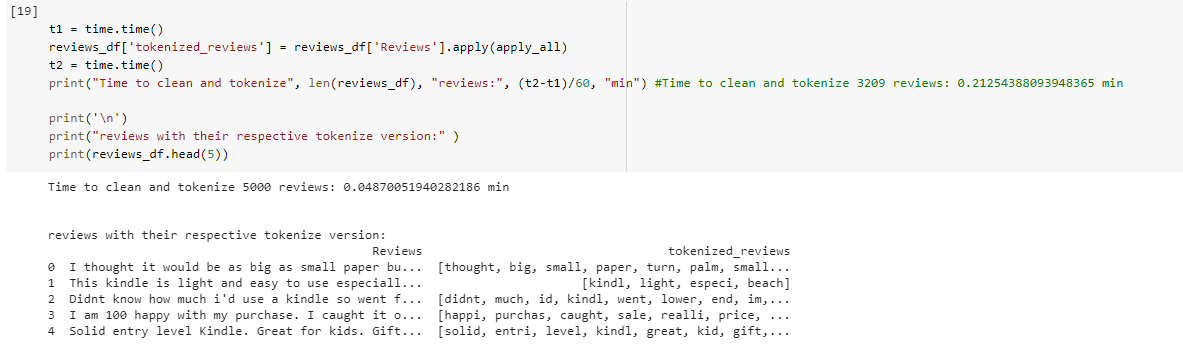 [19]
t1 = time.time()
reviews_df['tokenized_reviews'] = reviews_df['Reviews'].apply(apply_all)
t2 = time.time()
print("Time to clean and tokenize", len(reviews_df), "reviews:", (t2-t1)/60, "min") #Time to clean and tokenize 3209 reviews: 0.21254388093948365 min
print('\n')
print("reviews with their respective tokenize version:" )
print(reviews_df.head(5))
Time to clean and tokenize 5000 reviews: 0.04870051940282186 min
reviews with their respective tokenize version:
Reviews tokenized_reviews
0 I thought it would be as big as small paper bu... [thought, big, small, paper, turn, palm, small...
1 This kindle is light and easy to use especiall... [kindl, light, especi, beach]
2 Didnt know how much i'd use a kindle so went f... [didnt, much, id, kindl, went, lower, end, im,...
3 I am 100 happy with my purchase. I caught it o... [happi, purchas, caught, sale, realli, price, ...
4 Solid entry level Kindle. Great for kids. Gift... [solid, entri, level, kindl, great, kid, gift,...